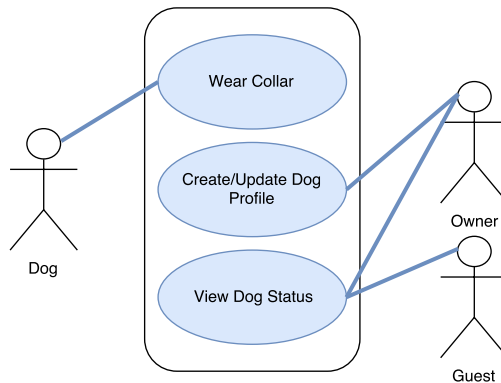 Wear Collar
Create/Update Dog
Profile
View Dog Status
Dog
Owner
Guest